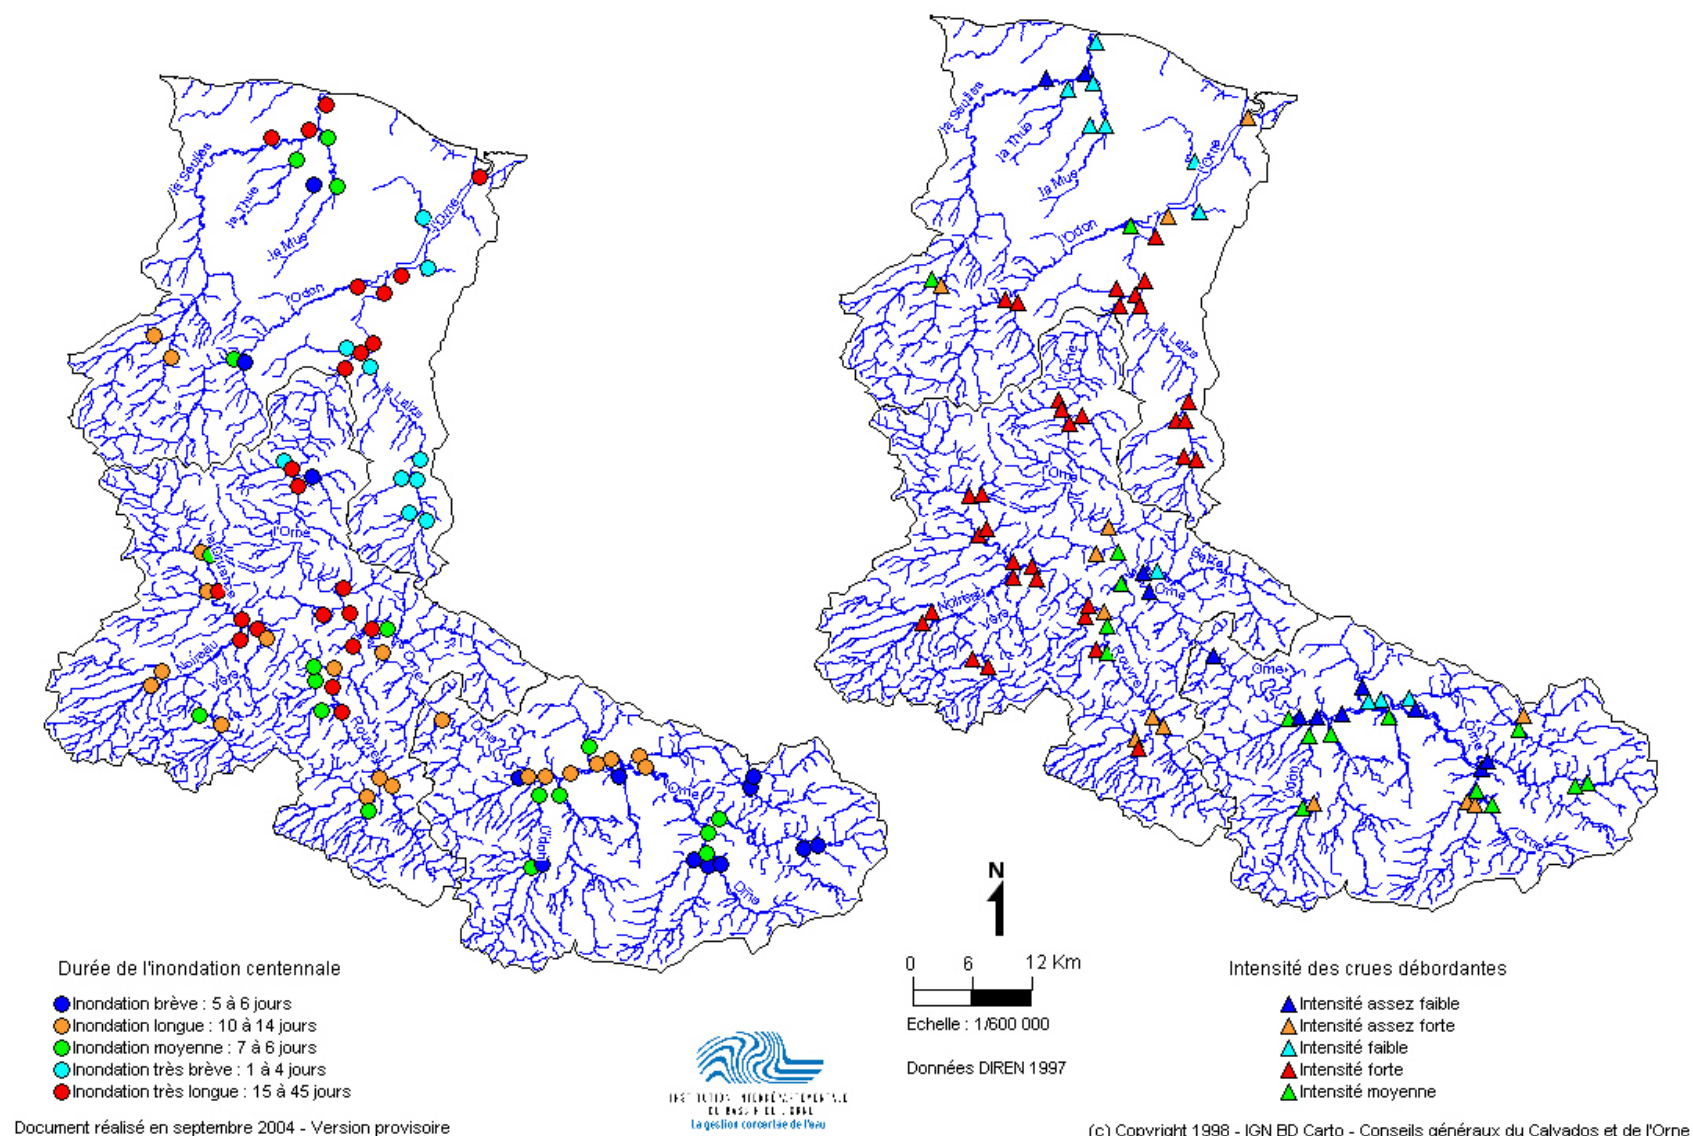 la Seulles
la Thue
la Mue
l'Orne
l'Odon
la Laize
l'Orne
Noireau
Vère
Rouvre
Orne
Orne
Udon
Orne
Orne
la Seulles
la Thue
la Mue
l'Orne
l'Odon
la Laize
l'Orne
l'Orne
Baize
Orne
Noireau
Vère
Rouvre
Orne
Udon
Orne
Orne
N
0 6 12 Km
Echelle : 1/600 000
Données DIREN 1997
Durée de l'inondation centennale
Inondation brève : 5 à 6 jours
Inondation longue : 10 à 14 jours
Inondation moyenne : 7 à 6 jours
Inondation très brève : 1 à 4 jours
Inondation très longue : 15 à 45 jours
Intensité des crues débordantes
Intensité assez faible
Intensité assez forte
Intensité faible
Intensité forte
Intensité moyenne
La gestion concertée de l'eau
Document réalisé en septembre 2004 - Version provisoire
(c) Copyright 1998 - IGN BD Carto - Conseils généraux du Calvados et de l'Orne